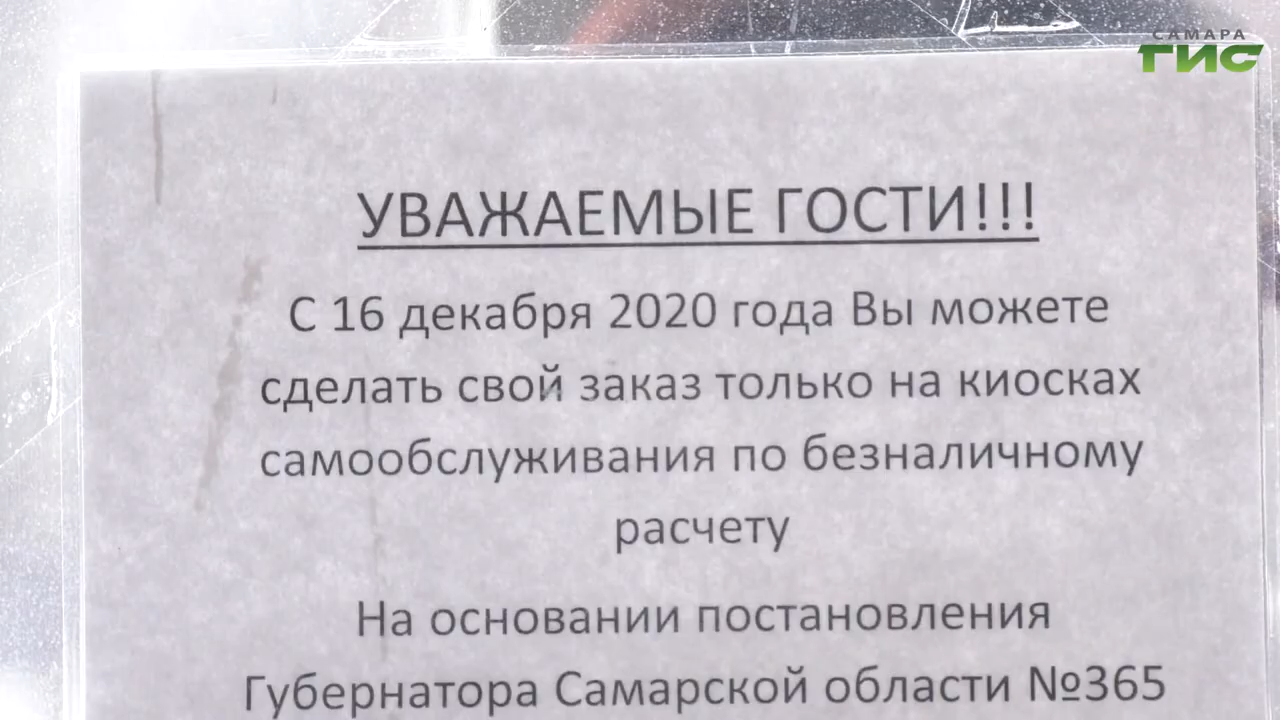 САМАРА
ГИС
УВАЖАЕМЫЕ ГОСТИ!!!
С 16 декабря 2020 года Вы можете
сделать свой заказ только на киосках
самообслуживания по безналичному
расчету
На основании постановления
Губернатора Самарской области №365